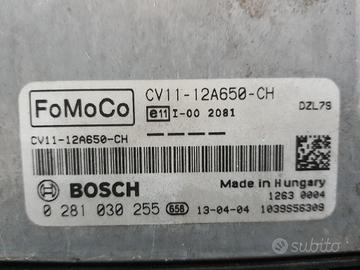 FoMoCo
CV11-12A650-CH
e11 I-00 2081
DZL79
CV11-12A650-CH
BOSCH
Made in Hungary
1263 0004
0 281 030 255 658 13-04-04 1039S56309
subito